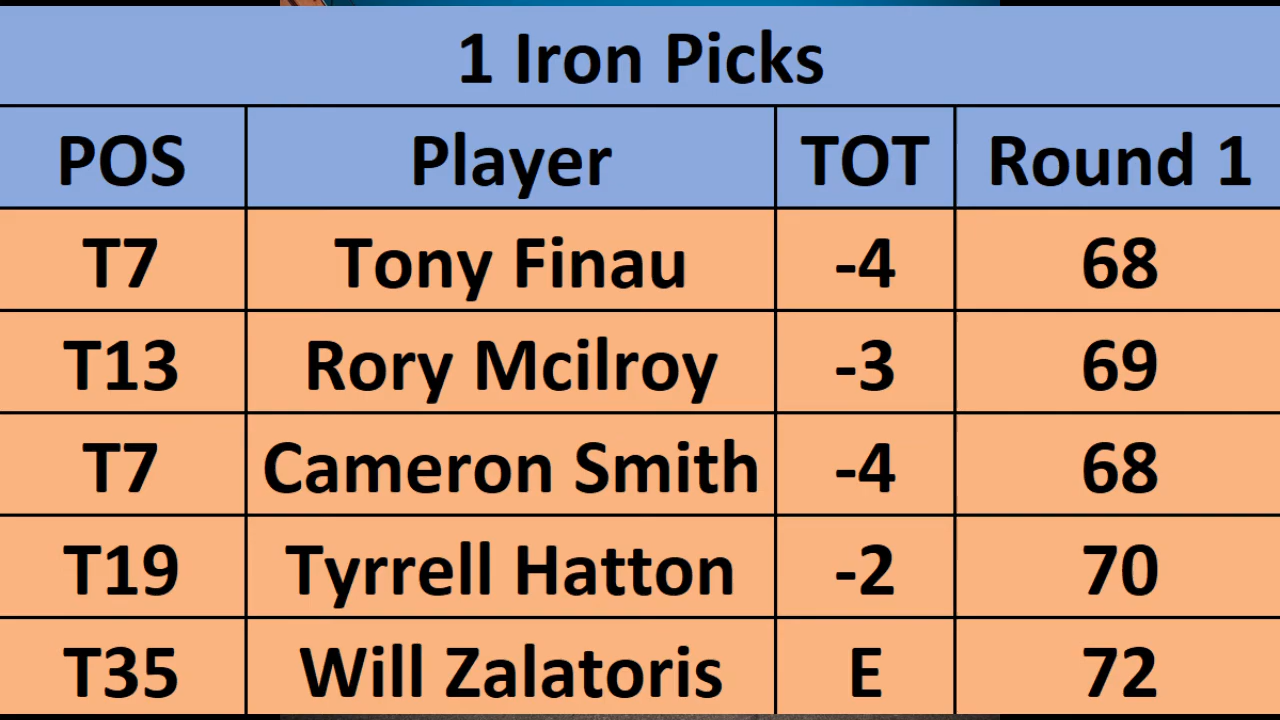 1 Iron Picks
POS Player TOT Round 1
T7 Tony Finau -4 68
T13 Rory Mcilroy -3 69
T7 Cameron Smith -4 68
T19 Tyrrell Hatton -2 70
T35 Will Zalatoris E 72